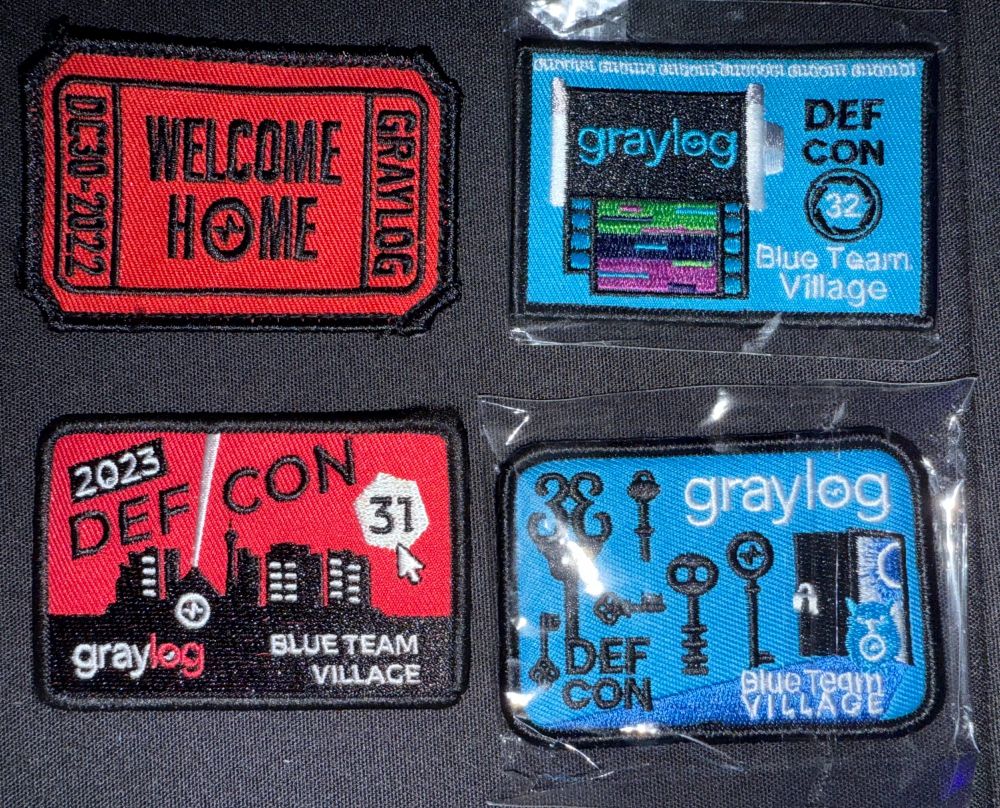 DC30-2022
WELCOME
HOME
GRAYLOG
graylog
DEF
CON
32
Blue Team
Village
2023
DEF CON
31
graylog
BLUE TEAM
VILLAGE
graylog
DEF
CON
Blue Team
VILLAGE